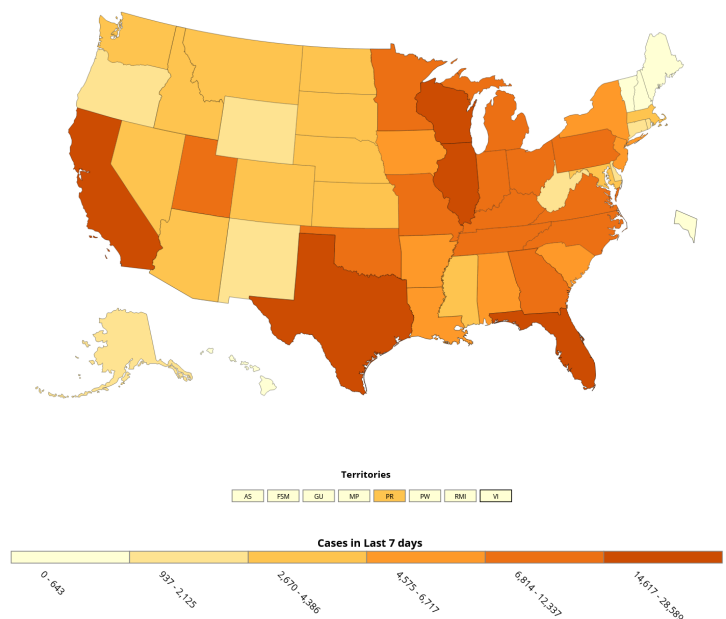 Territories
AS FSM GU MP PR PW RMI VI
Cases in Last 7 days
0 - 643
937 - 2,125
2,670 - 4,386
4,575 - 6,717
6,814 - 12,337
14,617 - 28,589